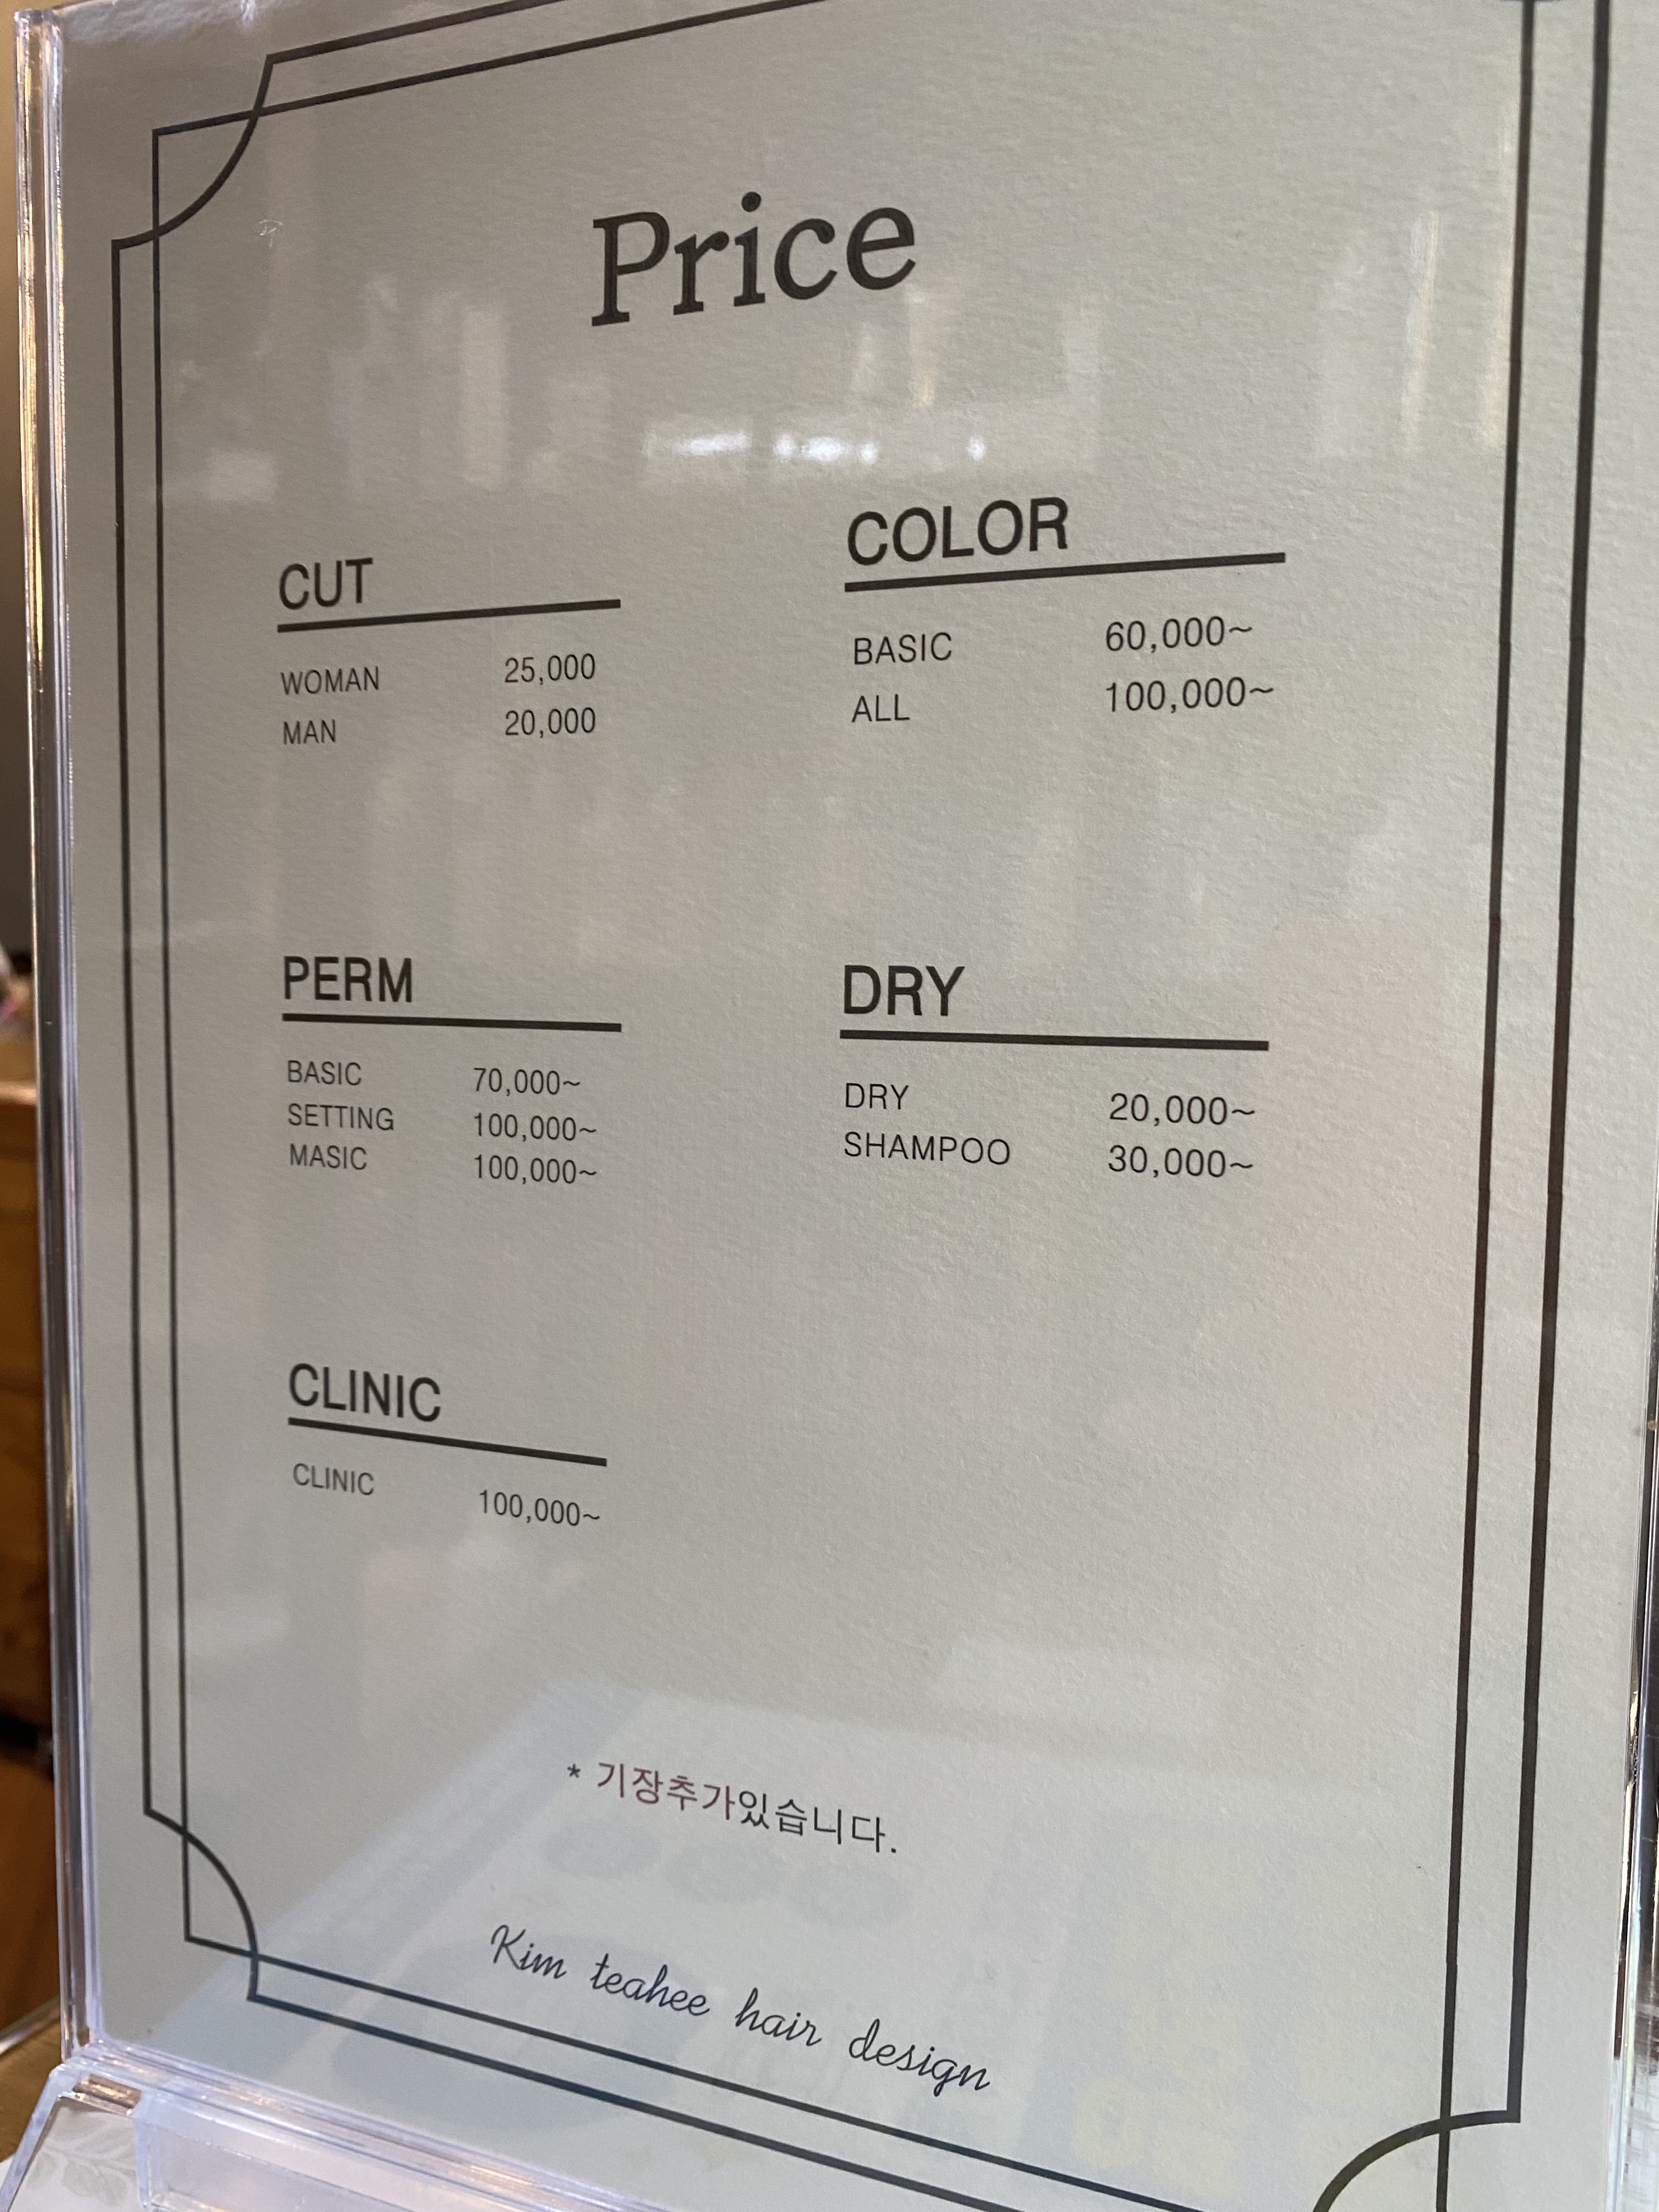 Price
CUT
WOMAN 25,000
MAN 20,000
COLOR
BASIC 60,000~
ALL 100,000~
PERM
BASIC 70,000~
SETTING 100,000~
MASIC 100,000~
DRY
DRY 20,000~
SHAMPOO 30,000~
CLINIC
CLINIC 100,000~
* 기장추가있습니다.
Kim teahee hair design